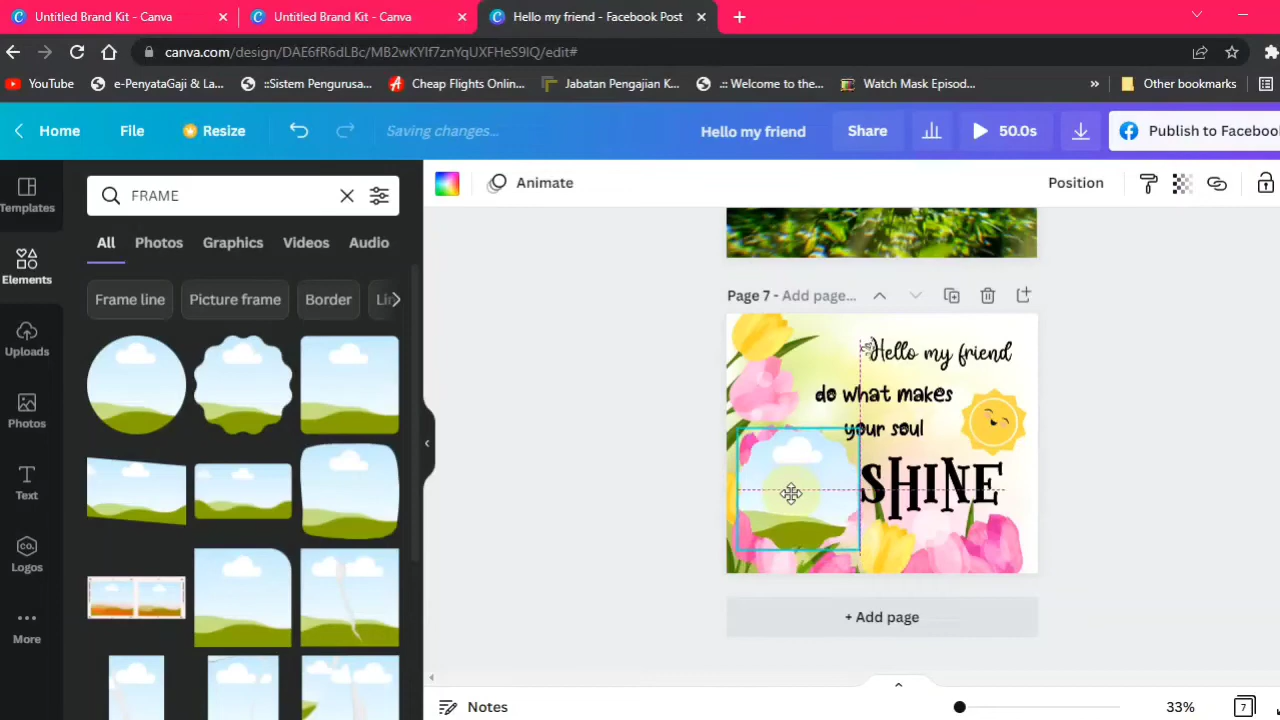 Untitled Brand Kit - Canva
Untitled Brand Kit - Canva
Hello my friend - Facebook Post
canva.com/design/DAE6fR6dLBc/MB2wKYIf7znYqUXFHeS9IQ/edit#
YouTube
e-PenyataGaji & La...
::Sistem Pengurusa...
Cheap Flights Onlin...
Jabatan Pengajian K...
.:: Welcome to the...
Watch Mask Episod...
Other bookmarks
Home
File
Resize
Saving changes...
Hello my friend
Share
50.0s
Publish to Faceboo
Templates
Elements
Uploads
Photos
Text
CO.
Logos
More
FRAME
All
Photos
Graphics
Videos
Audio
Frame line
Picture frame
Border
Li
Animate
Position
Page 7 - Add page...
Hello my friend
do what makes
your soul
SHINE
+ Add page
Notes
33%
7